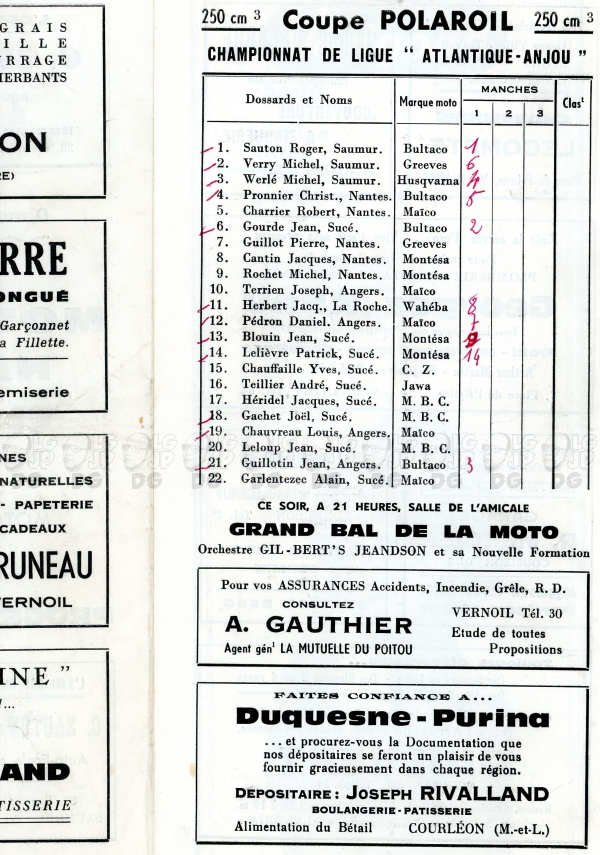 GRAIS
ILLE
RRAGE
HERBANTS
ON
RE)
RRE
ONGUÉ
Garçonnet
a Fillette.
emiserie
NES
NATURELLES
- PAPETERIE
CADEAUX
RUNEAU
VERNOIL
INE ”
!...
AND
TISSERIE
250 cm 3 Coupe POLAROIL 250 cm 3
CHAMPIONNAT DE LIGUE “ ATLANTIQUE-ANJOU ”
Dossards et Noms Marque moto MANCHES Clast
1 2 3
1. Sauton Roger, Saumur. Bultaco 1
2. Verry Michel, Saumur. Greeves 6
3. Werlé Michel, Saumur. Husqvarna 4
4. Pronnier Christ., Nantes. Bultaco 5
5. Charrier Robert, Nantes. Maïco
6. Gourde Jean, Sucé. Bultaco 2
7. Guillot Pierre, Nantes. Greeves
8. Cantin Jacques, Nantes. Montésa
9. Rochet Michel, Nantes. Montésa
10. Terrien Joseph, Angers. Maïco
11. Herbert Jacq., La Roche. Wahéba 8
12. Pédron Daniel. Angers. Maïco 7
13. Blouin Jean, Sucé. Montésa
14. Lelièvre Patrick, Sucé. Montésa 14
15. Chauffaille Yves, Sucé. C. Z.
16. Teillier André, Sucé. Jawa
17. Héridel Jacques, Sucé. M. B. C.
18. Gachet Joël, Sucé. M. B. C.
19. Chauvreau Louis, Angers. Maïco
20. Leloup Jean, Sucé. M. B. C.
21. Guillotin Jean, Angers. Bultaco 3
22. Garlentezec Alain, Sucé. Maïco
CE SOIR, A 21 HEURES, SALLE DE L'AMICALE
GRAND BAL DE LA MOTO
Orchestre GIL-BERT'S JEANDSON et sa Nouvelle Formation
Pour vos ASSURANCES Accidents, Incendie, Grêle, R. D.
CONSULTEZ
A. GAUTHIER
Agent gént LA MUTUELLE DU POITOU
VERNOIL Tél. 30
Etude de toutes
Propositions
FAITES CONFIANCE A...
Duquesne-Purina
... et procurez-vous la Documentation que
nos dépositaires se feront un plaisir de vous
fournir gracieusement dans chaque région.
DEPOSITAIRE : JOSEPH RIVALLAND
BOULANGERIE-PATISSERIE
Alimentation du Bétail COURLÉON (M.-et-L.)